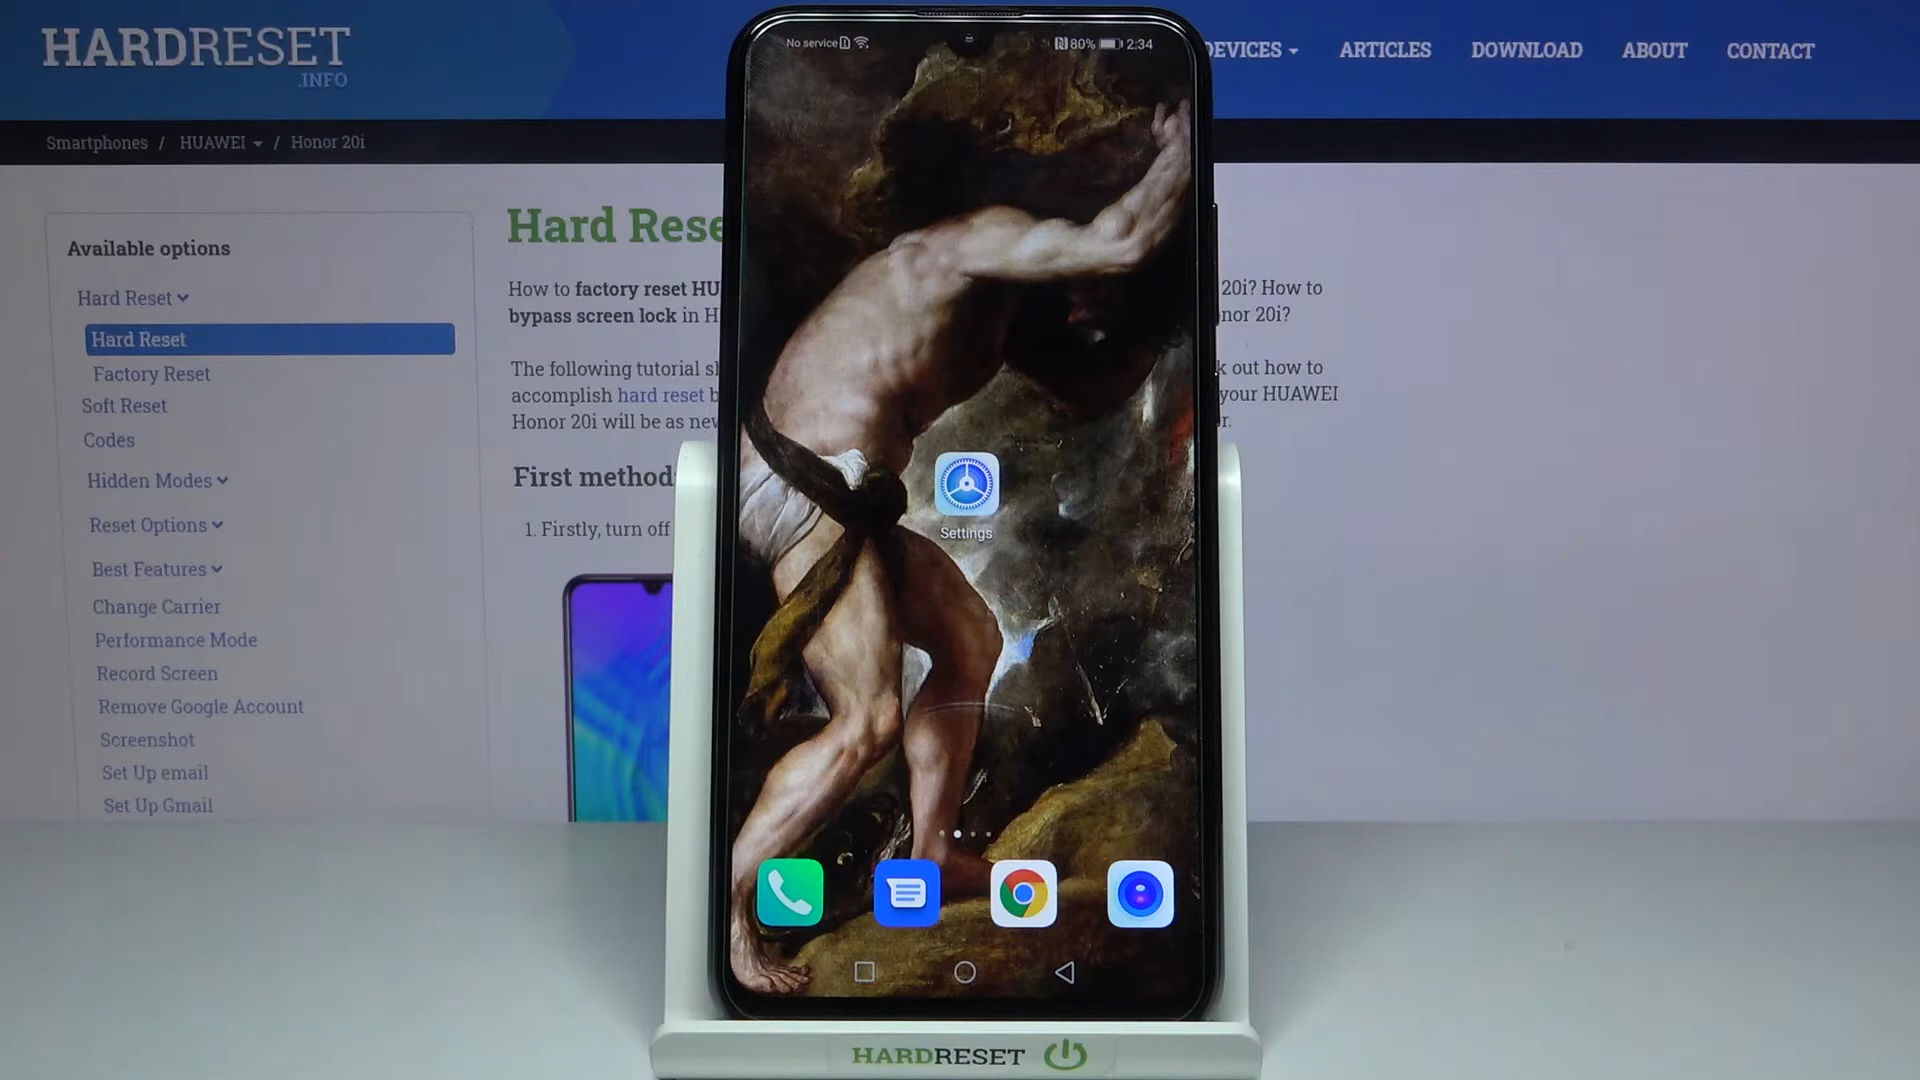 HARDRESET
.INFO
DEVICES
ARTICLES
DOWNLOAD
ABOUT
CONTACT
Smartphones / HUAWEI / Honor 20i
Available options
Hard Reset
Hard Reset
Factory Reset
Soft Reset
Codes
Hidden Modes
Reset Options
Best Features
Change Carrier
Performance Mode
Record Screen
Remove Google Account
Screenshot
Set Up email
Set Up Gmail
Hard Rese
How to factory reset HU 20i? How to
bypass screen lock in H nor 20i?
The following tutorial k out how to
accomplish hard reset your HUAWEI
Honor 20i will be as
First method
1. Firstly, turn off
No service
80% 2:34
Settings
HARDRESET